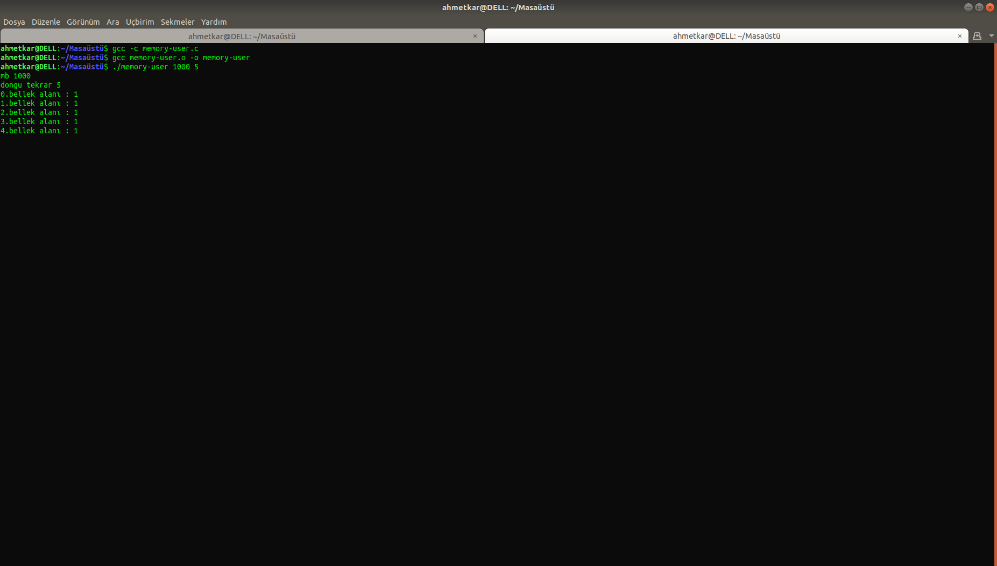 ahmetkar@DELL: ~/Masaüstü
Dosya Düzenle Görünüm Ara Uçbirim Sekmeler Yardım
ahmetkar@DELL: ~/Masaüstü × ahmetkar@DELL: ~/Masaüstü ×
ahmetkar@DELL:~/Masaüstü$ gcc -c memory-user.c
ahmetkar@DELL:~/Masaüstü$ gcc memory-user.o -o memory-user
ahmetkar@DELL:~/Masaüstü$ ./memory-user 1000 5
mb 1000
dongu tekrar 5
0.bellek alanı : 1
1.bellek alanı : 1
2.bellek alanı : 1
3.bellek alanı : 1
4.bellek alanı : 1